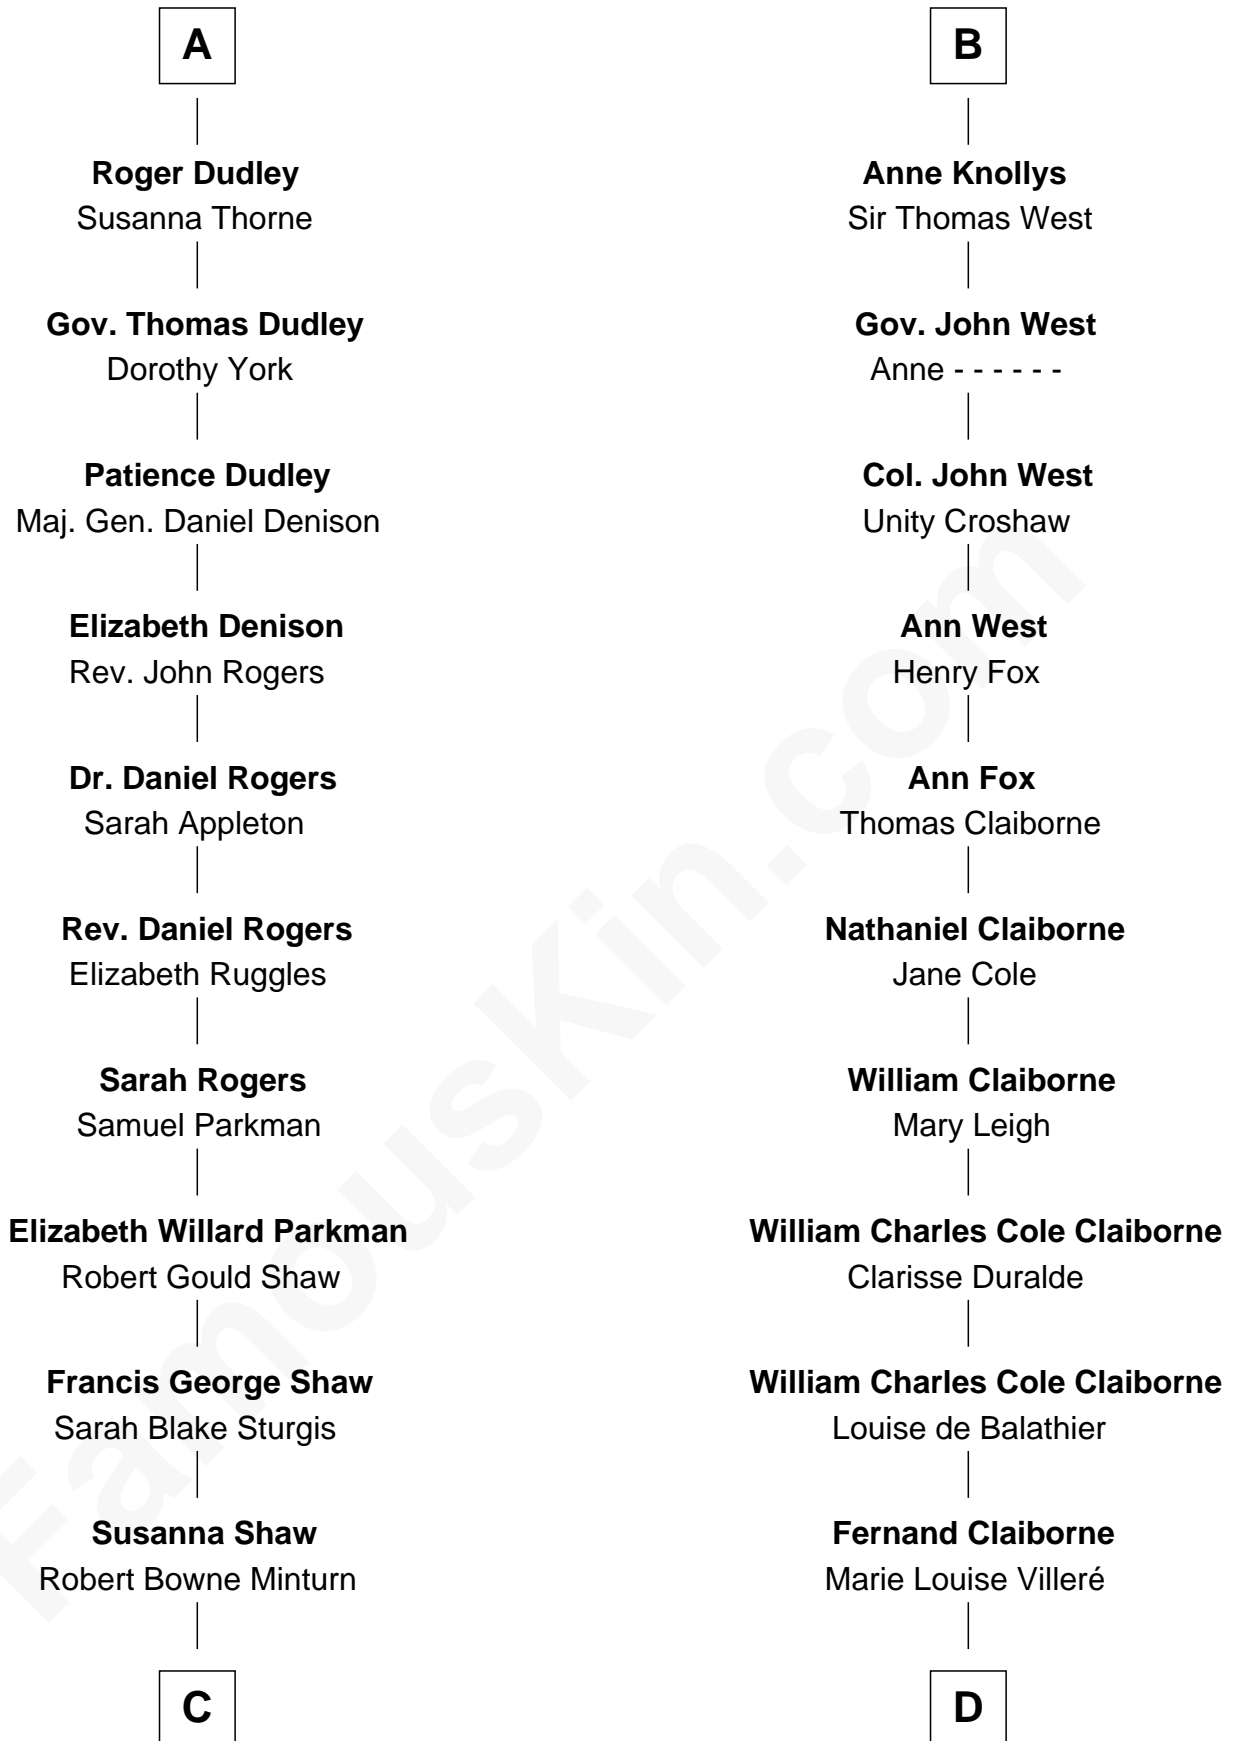 A
Roger Dudley
Susanna Thorne
Gov. Thomas Dudley
Dorothy York
Patience Dudley
Maj. Gen. Daniel Denison
Elizabeth Denison
Rev. John Rogers
Dr. Daniel Rogers
Sarah Appleton
Rev. Daniel Rogers
Elizabeth Ruggles
Sarah Rogers
Samuel Parkman
Elizabeth Willard Parkman
Robert Gould Shaw
Francis George Shaw
Sarah Blake Sturgis
Susanna Shaw
Robert Bowne Minturn
C
B
Anne Knollys
Sir Thomas West
Gov. John West
Anne - - - - - -
Col. John West
Unity Croshaw
Ann West
Henry Fox
Ann Fox
Thomas Claiborne
Nathaniel Claiborne
Jane Cole
William Claiborne
Mary Leigh
William Charles Cole Claiborne
Clarisse Duralde
William Charles Cole Claiborne
Louise de Balathier
Fernand Claiborne
Marie Louise Villeré
D
FamousKin.com